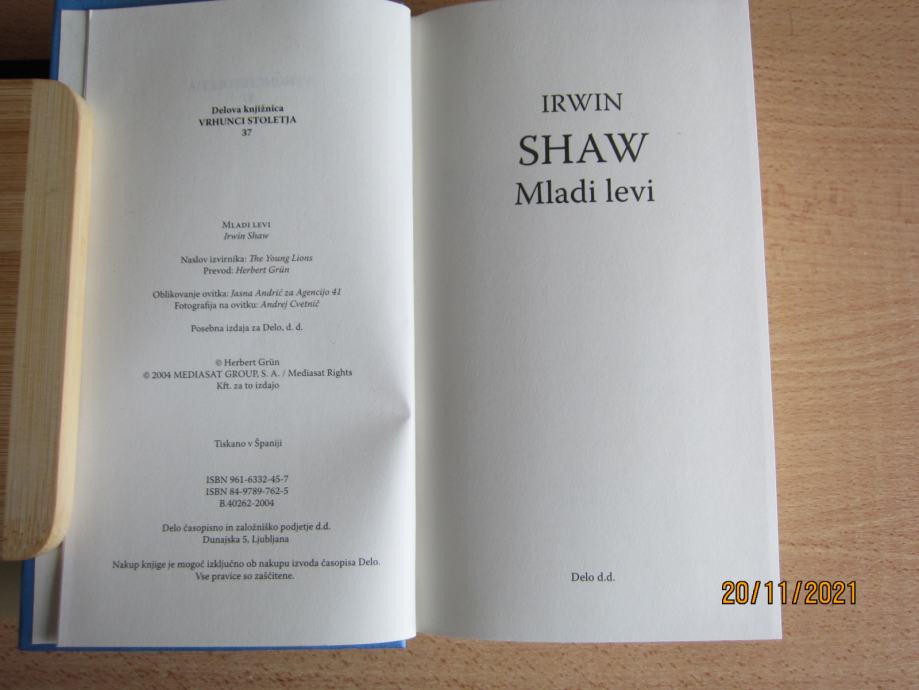 Delova knjižnica
VRHUNCI STOLETJA
37
MLADI LEVI
Irwin Shaw
Naslov izvirnika: The Young Lions
Prevod: Herbert Grün
Oblikovanje ovitka: Jasna Andrić za Agencijo 41
Fotografija na ovitku: Andrej Cvetnič
Posebna izdaja za Delo, d. d.
© Herbert Grün
© 2004 MEDIASAT GROUP, S. A. / Mediasat Rights
Kft. za to izdajo
Tiskano v Španiji
ISBN 961-6332-45-7
ISBN 84-9789-762-5
B.40262-2004
Delo časopisno in založniško podjetje d.d.
Dunajska 5, Ljubljana
Nakup knjige je mogoč izključno ob nakupu izvoda časopisa Delo.
Vse pravice so zaščitene.
IRWIN
SHAW
Mladi levi
Delo d.d.
20/11/2021